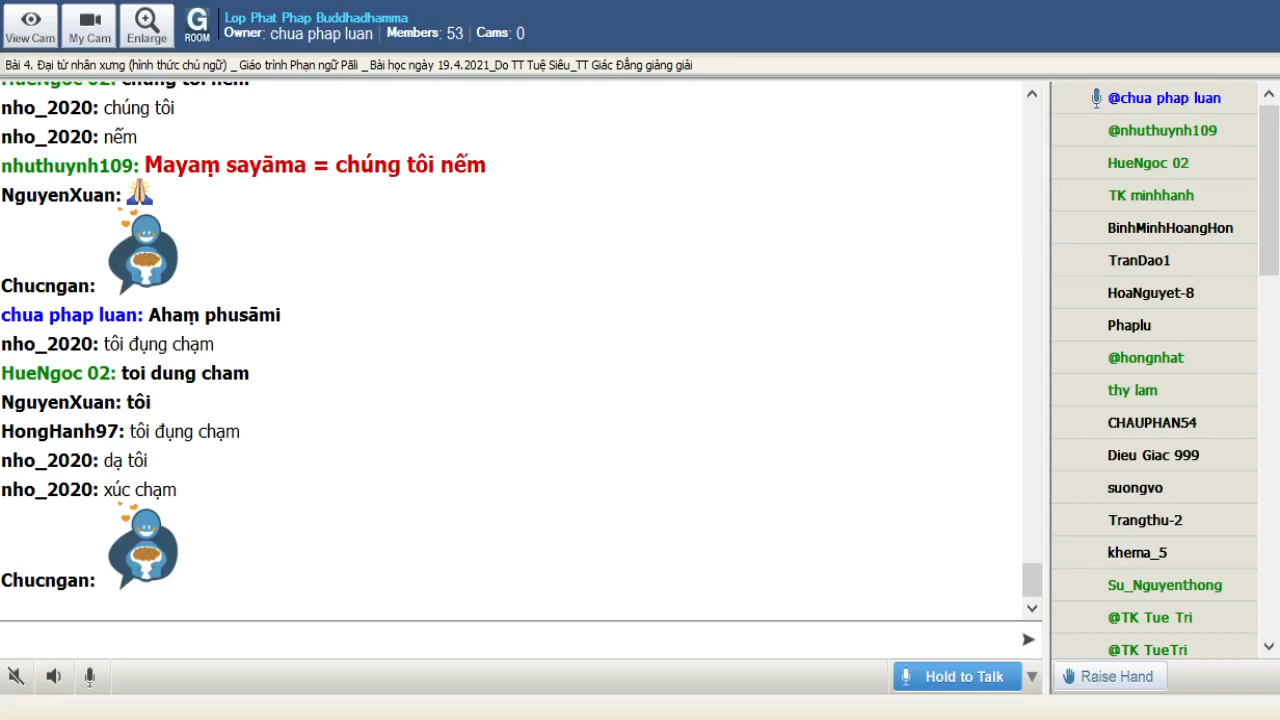 View Cam
My Cam
Enlarge
G
ROOM
Lop Phat Phap Buddhadhamma
Owner: chua phap luan | Members: 53 | Cams: 0
Bài 4. Đại từ nhân xưng (hình thức chủ ngữ) _ Giáo trình Phạn ngữ Pāli _ Bài học ngày 19.4.2021_Do TT Tuệ Siêu_TT Giác Đẳng giảng giải
HueNgoc 02: chung toi nem
nho_2020: chúng tôi
nho_2020: nếm
nhuthuynh109: Mayaṃ sayāma = chúng tôi nếm
NguyenXuan:
Chucngan:
chua phap luan: Ahaṃ phusāmi
nho_2020: tôi đụng chạm
HueNgoc 02: toi dung cham
NguyenXuan: tôi
HongHanh97: tôi đụng chạm
nho_2020: dạ tôi
nho_2020: xúc chạm
Chucngan:
@chua phap luan
@nhuthuynh109
HueNgoc 02
TK minhhanh
BinhMinhHoangHon
TranDao1
HoaNguyet-8
Phaplu
@hongnhat
thy lam
CHAUPHAN54
Dieu Giac 999
suongvo
Trangthu-2
khema_5
Su_Nguyenthong
@TK Tue Tri
@TK TueTri
Hold to Talk
Raise Hand